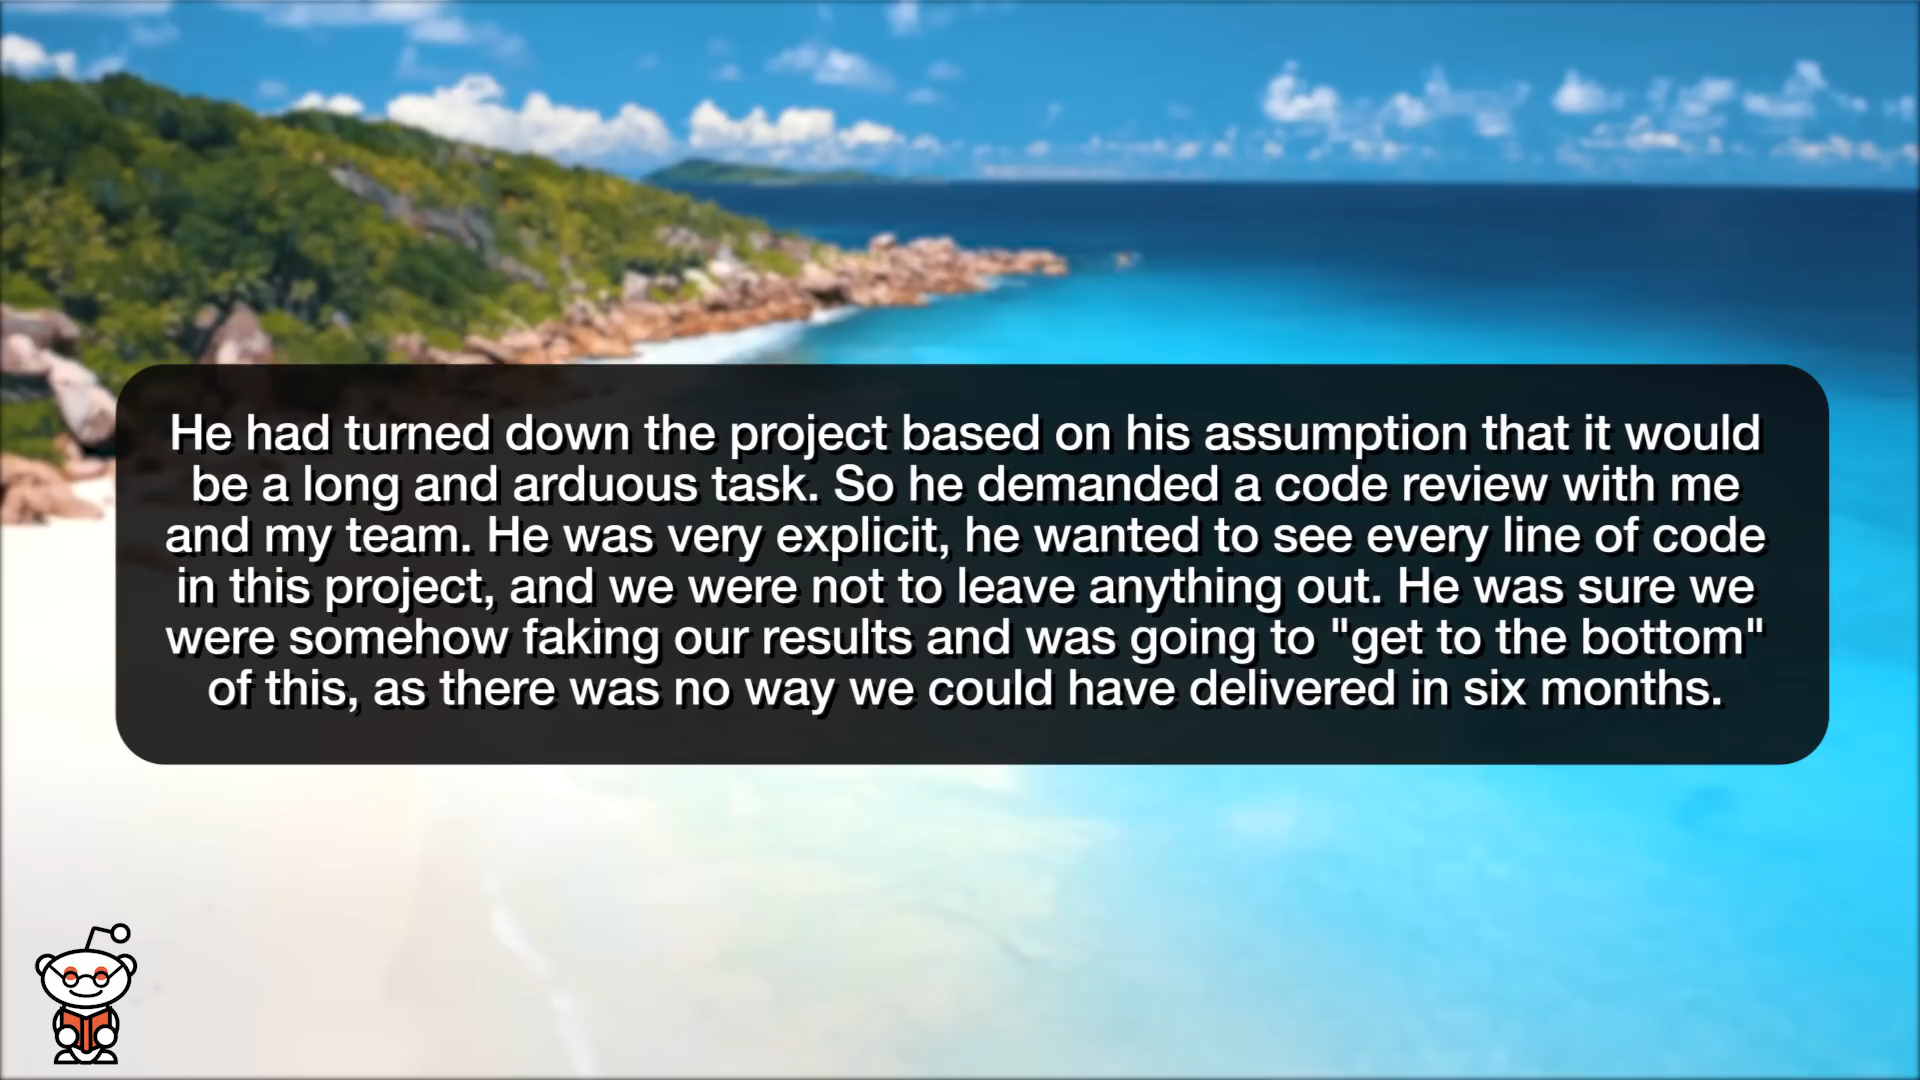 He had turned down the project based on his assumption that it would
be a long and arduous task. So he demanded a code review with me
and my team. He was very explicit, he wanted to see every line of code
in this project, and we were not to leave anything out. He was sure we
were somehow faking our results and was going to "get to the bottom"
of this, as there was no way we could have delivered in six months.